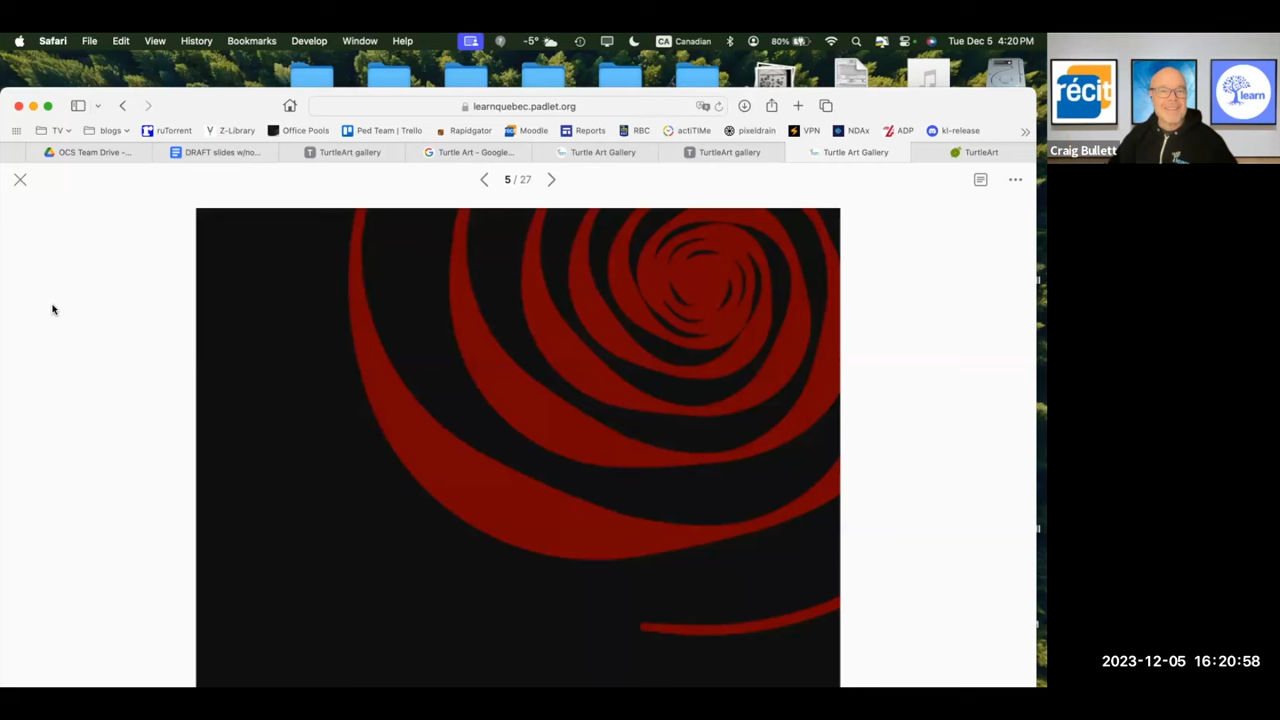 Safari File Edit View History Bookmarks Develop Window Help -5° CA Canadian 80% Tue Dec 5 4:20 PM
learnquebec.padlet.org
TV blogs ruTorrent Z-Library Office Pools Ped Team | Trello Rapidgator Moodle Reports RBC actiTIMe pixeldrain VPN NDAx ADP ki-release
OCS Team Drive -... DRAFT slides w/no... TurtleArt gallery Turtle Art - Google... Turtle Art Gallery TurtleArt gallery Turtle Art Gallery TurtleArt
5 / 27
récit
learn
Craig Bullett
2023-12-05 16:20:58